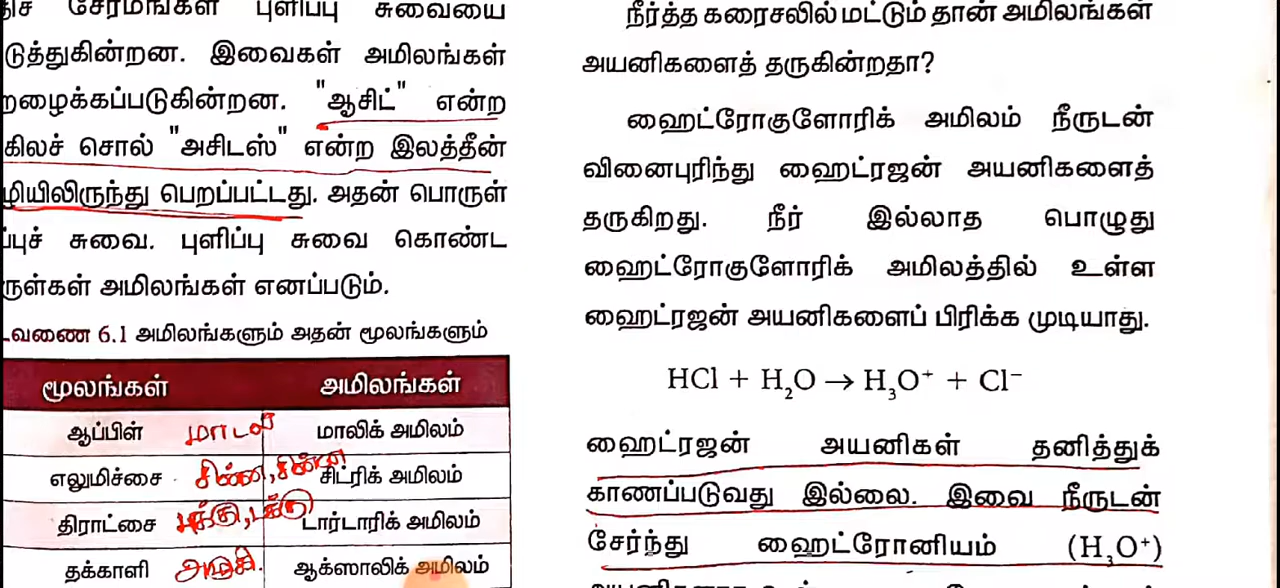 சேர்மங்கள் புளிப்பு சுவையை
டுத்துகின்றன. இவைகள் அமிலங்கள்
றழைக்கப்படுகின்றன. "ஆசிட்" என்ற
கிலச் சொல் "அசிடஸ்" என்ற இலத்தீன்
ழியிலிருந்து பெறப்பட்டது. அதன் பொருள்
ப்புச் சுவை. புளிப்பு சுவை கொண்ட
ருள்கள் அமிலங்கள் எனப்படும்.
டவணை 6.1 அமிலங்களும் அதன் மூலங்களும்
மூலங்கள் அமிலங்கள்
ஆப்பிள் மாலிக் அமிலம்
எலுமிச்சை சிட்ரிக் அமிலம்
திராட்சை டார்டாரிக் அமிலம்
தக்காளி ஆக்ஸாலிக் அமிலம்
நீர்த்த கரைசலில் மட்டும் தான் அமிலங்கள்
அயனிகளைத் தருகின்றதா?
ஹைட்ரோகுளோரிக் அமிலம் நீருடன்
வினைபுரிந்து ஹைட்ரஜன் அயனிகளைத்
தருகிறது. நீர் இல்லாத பொழுது
ஹைட்ரோகுளோரிக் அமிலத்தில் உள்ள
ஹைட்ரஜன் அயனிகளைப் பிரிக்க முடியாது.
HCl + H₂O → H₃O⁺ + Cl⁻
ஹைட்ரஜன் அயனிகள் தனித்துக்
காணப்படுவது இல்லை. இவை நீருடன்
சேர்ந்து ஹைட்ரோனியம் (H₃O⁺)